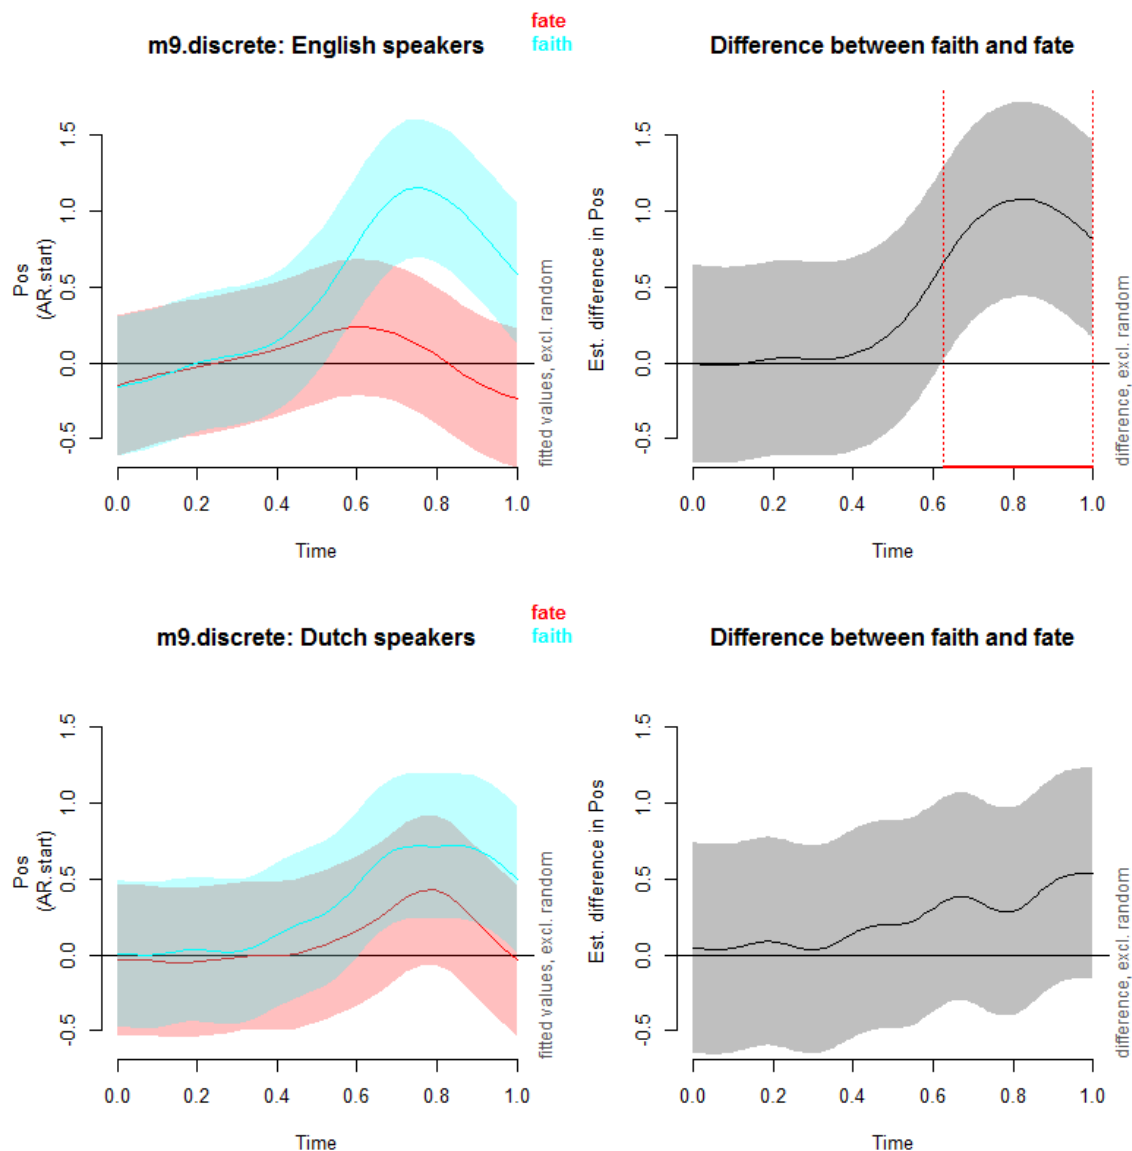 fate
faith
m9.discrete: English speakers
Pos
(AR.start)
1.5
1.0
0.5
0.0
-0.5
0.0 0.2 0.4 0.6 0.8 1.0
Time
fitted values, excl. random
Difference between faith and fate
Est. difference in Pos
1.5
1.0
0.5
0.0
-0.5
0.0 0.2 0.4 0.6 0.8 1.0
Time
difference, excl. random
fate
faith
m9.discrete: Dutch speakers
Pos
(AR.start)
1.5
1.0
0.5
0.0
-0.5
0.0 0.2 0.4 0.6 0.8 1.0
Time
fitted values, excl. random
Difference between faith and fate
Est. difference in Pos
1.5
1.0
0.5
0.0
-0.5
0.0 0.2 0.4 0.6 0.8 1.0
Time
difference, excl. random